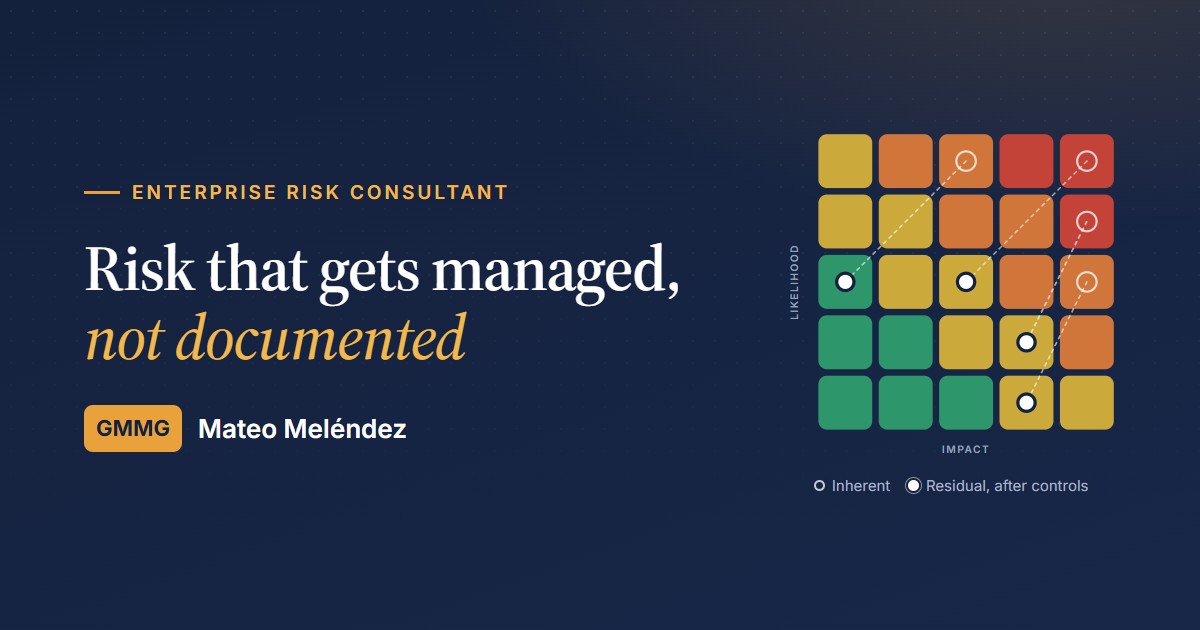 ENTERPRISE RISK CONSULTANT
Risk that gets managed,
not documented
GMMG Mateo Meléndez
LIKELIHOOD
IMPACT
Inherent Residual, after controls